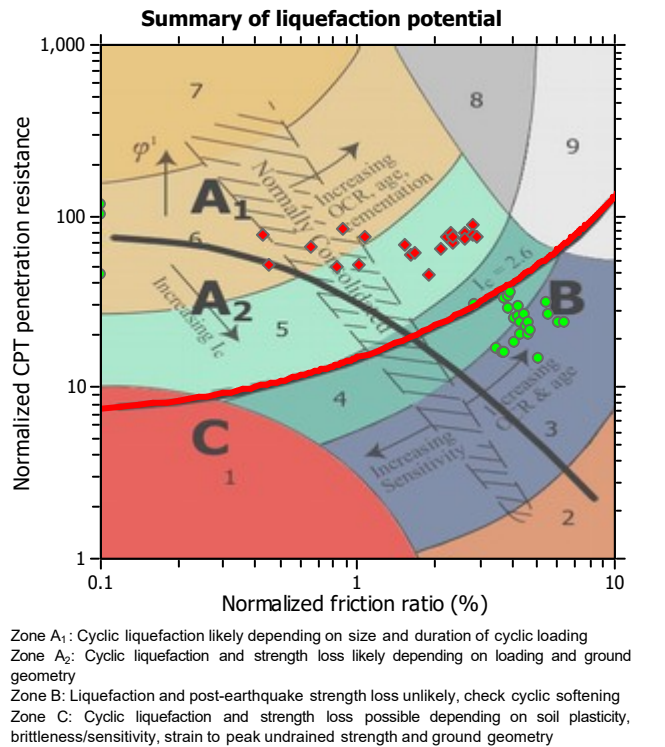 Summary of liquefaction potential
Normalized CPT penetration resistance
1,000
100
10
1
7
8
9
φ'
A1
Normally Consolidated
Increasing
OCR, age,
cementation
6
A2
Increasing Ic
5
Ic = 2.6
B
4
Increasing
OCR & age
3
C
1
Increasing
Sensitivity
2
0.1
1
10
Normalized friction ratio (%)
Zone A1: Cyclic liquefaction likely depending on size and duration of cyclic loading
Zone A2: Cyclic liquefaction and strength loss likely depending on loading and ground
geometry
Zone B: Liquefaction and post-earthquake strength loss unlikely, check cyclic softening
Zone C: Cyclic liquefaction and strength loss possible depending on soil plasticity,
brittleness/sensitivity, strain to peak undrained strength and ground geometry